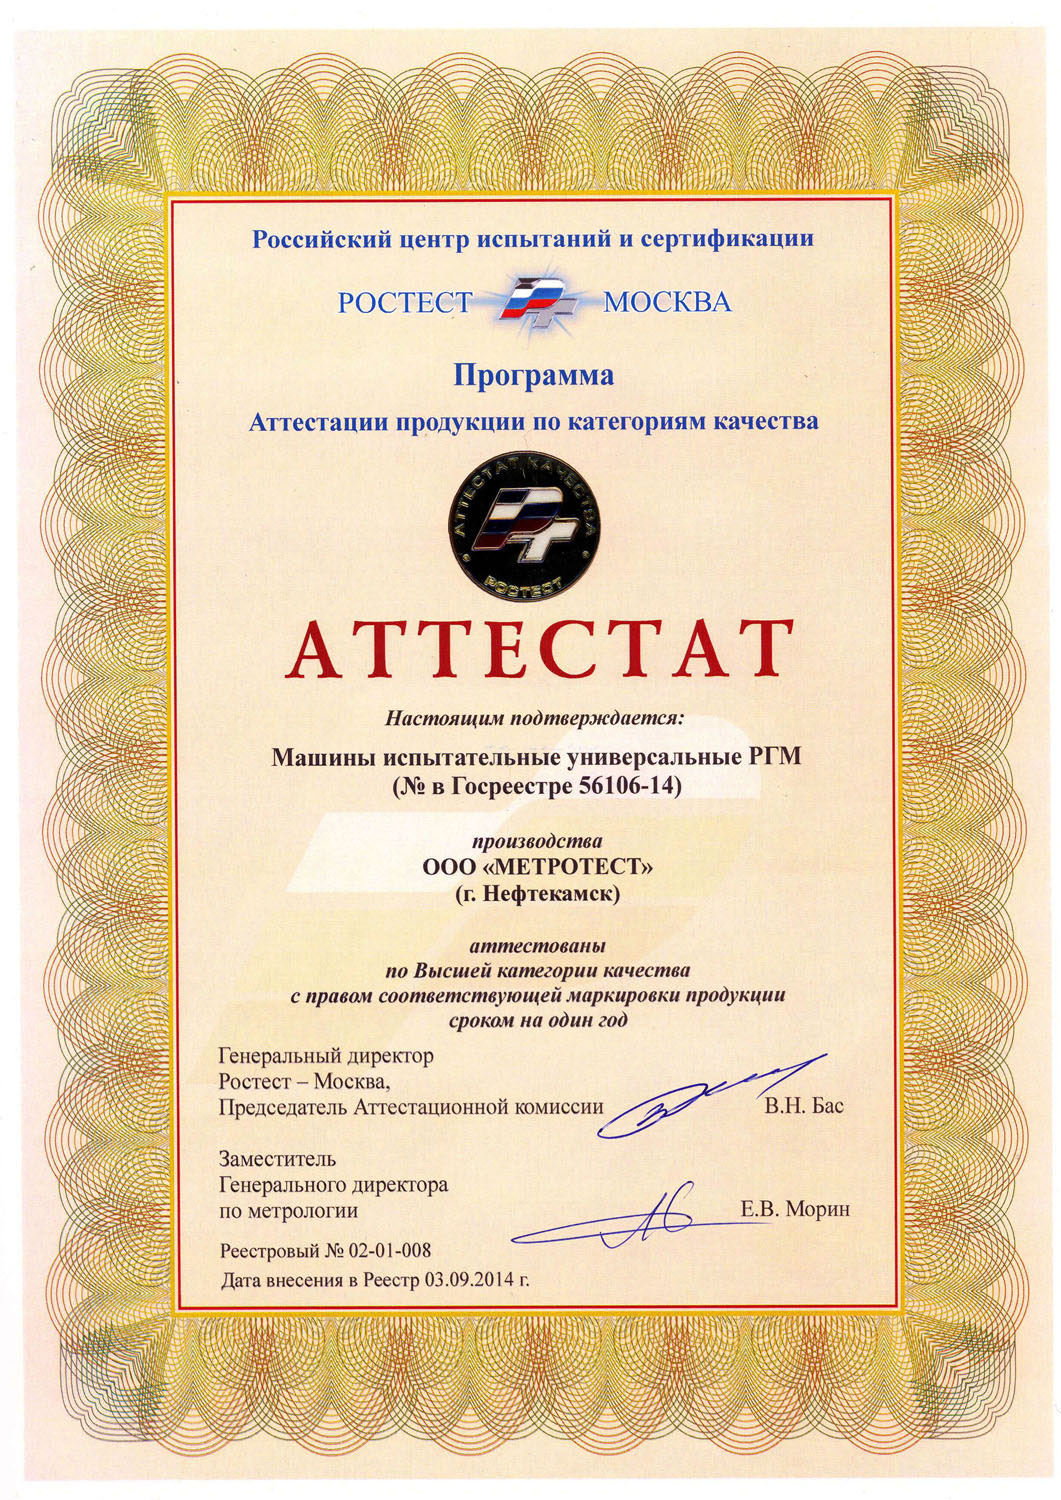 Российский центр испытаний и сертификации
РОСТЕСТ МОСКВА
Программа
Аттестации продукции по категориям качества
АТТЕСТАТ КАЧЕСТВА
РОСТЕСТ
АТТЕСТАТ
Настоящим подтверждается:
Машины испытательные универсальные РГМ
(№ в Госреестре 56106-14)
производства
ООО «МЕТРОТЕСТ»
(г. Нефтекамск)
аттестованы
по Высшей категории качества
с правом соответствующей маркировки продукции
сроком на один год
Генеральный директор
Ростест – Москва,
Председатель Аттестационной комиссии В.Н. Бас
Заместитель
Генерального директора
по метрологии Е.В. Морин
Реестровый № 02-01-008
Дата внесения в Реестр 03.09.2014 г.